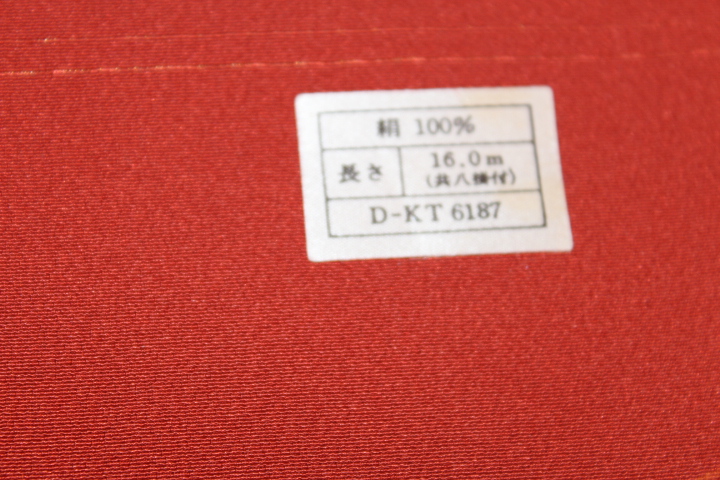 絹 100%
長さ
16.0m
(共八掛付)
D-KT 6187